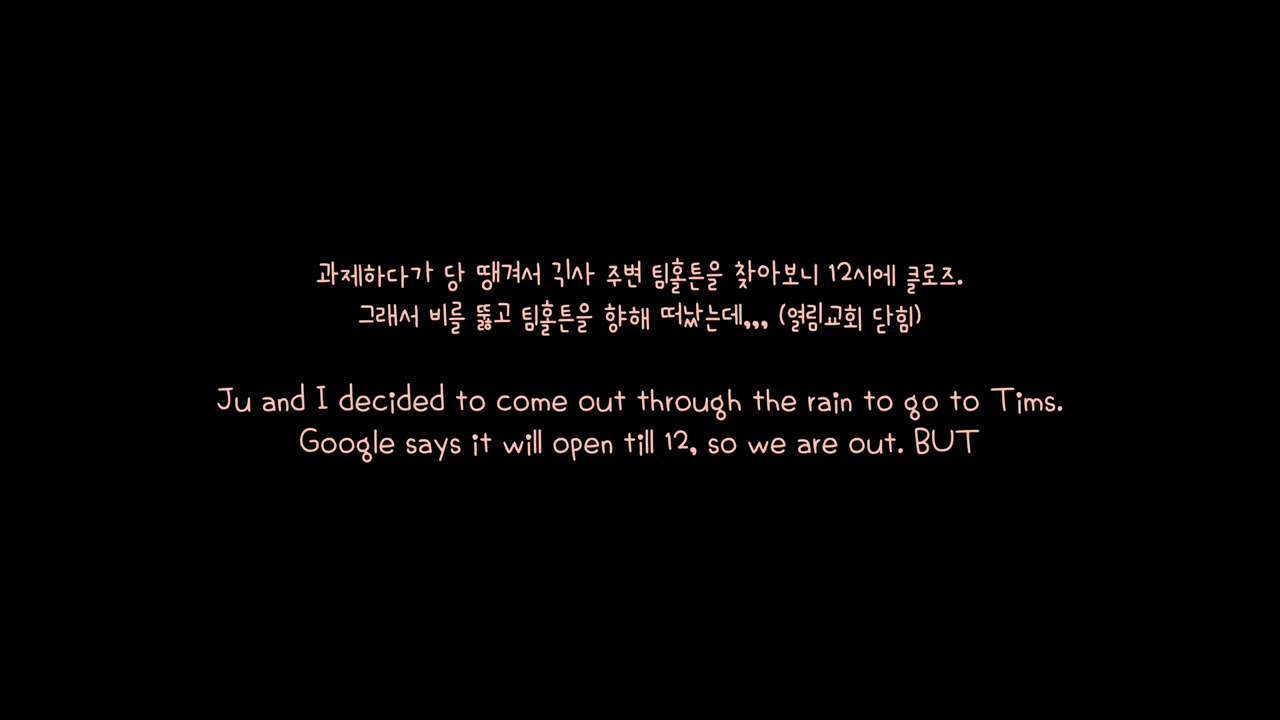 과제하다가 당 땡겨서 긱사 주변 팀홀튼을 찾아보니 12시에 클로즈.
그래서 비를 뚫고 팀홀튼을 향해 떠났는데,,, (열림교회 닫힘)
Ju and I decided to come out through the rain to go to Tims.
Google says it will open till 12, so we are out. BUT